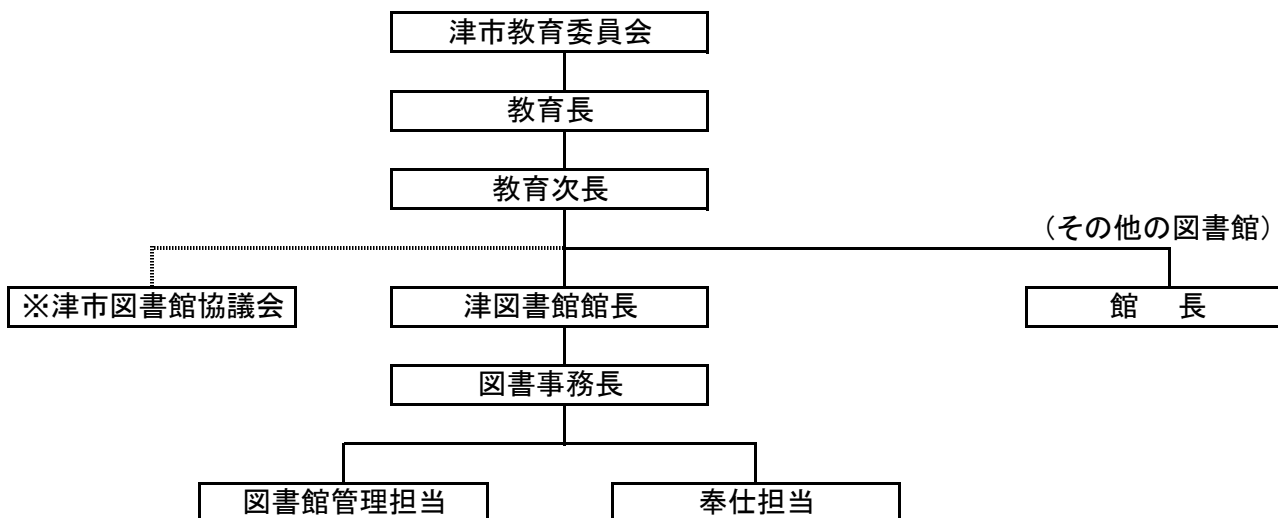 津市教育委員会
教育長
教育次長
（その他の図書館）
※津市図書館協議会
津図書館館長
館　長
図書事務長
図書館管理担当
奉仕担当